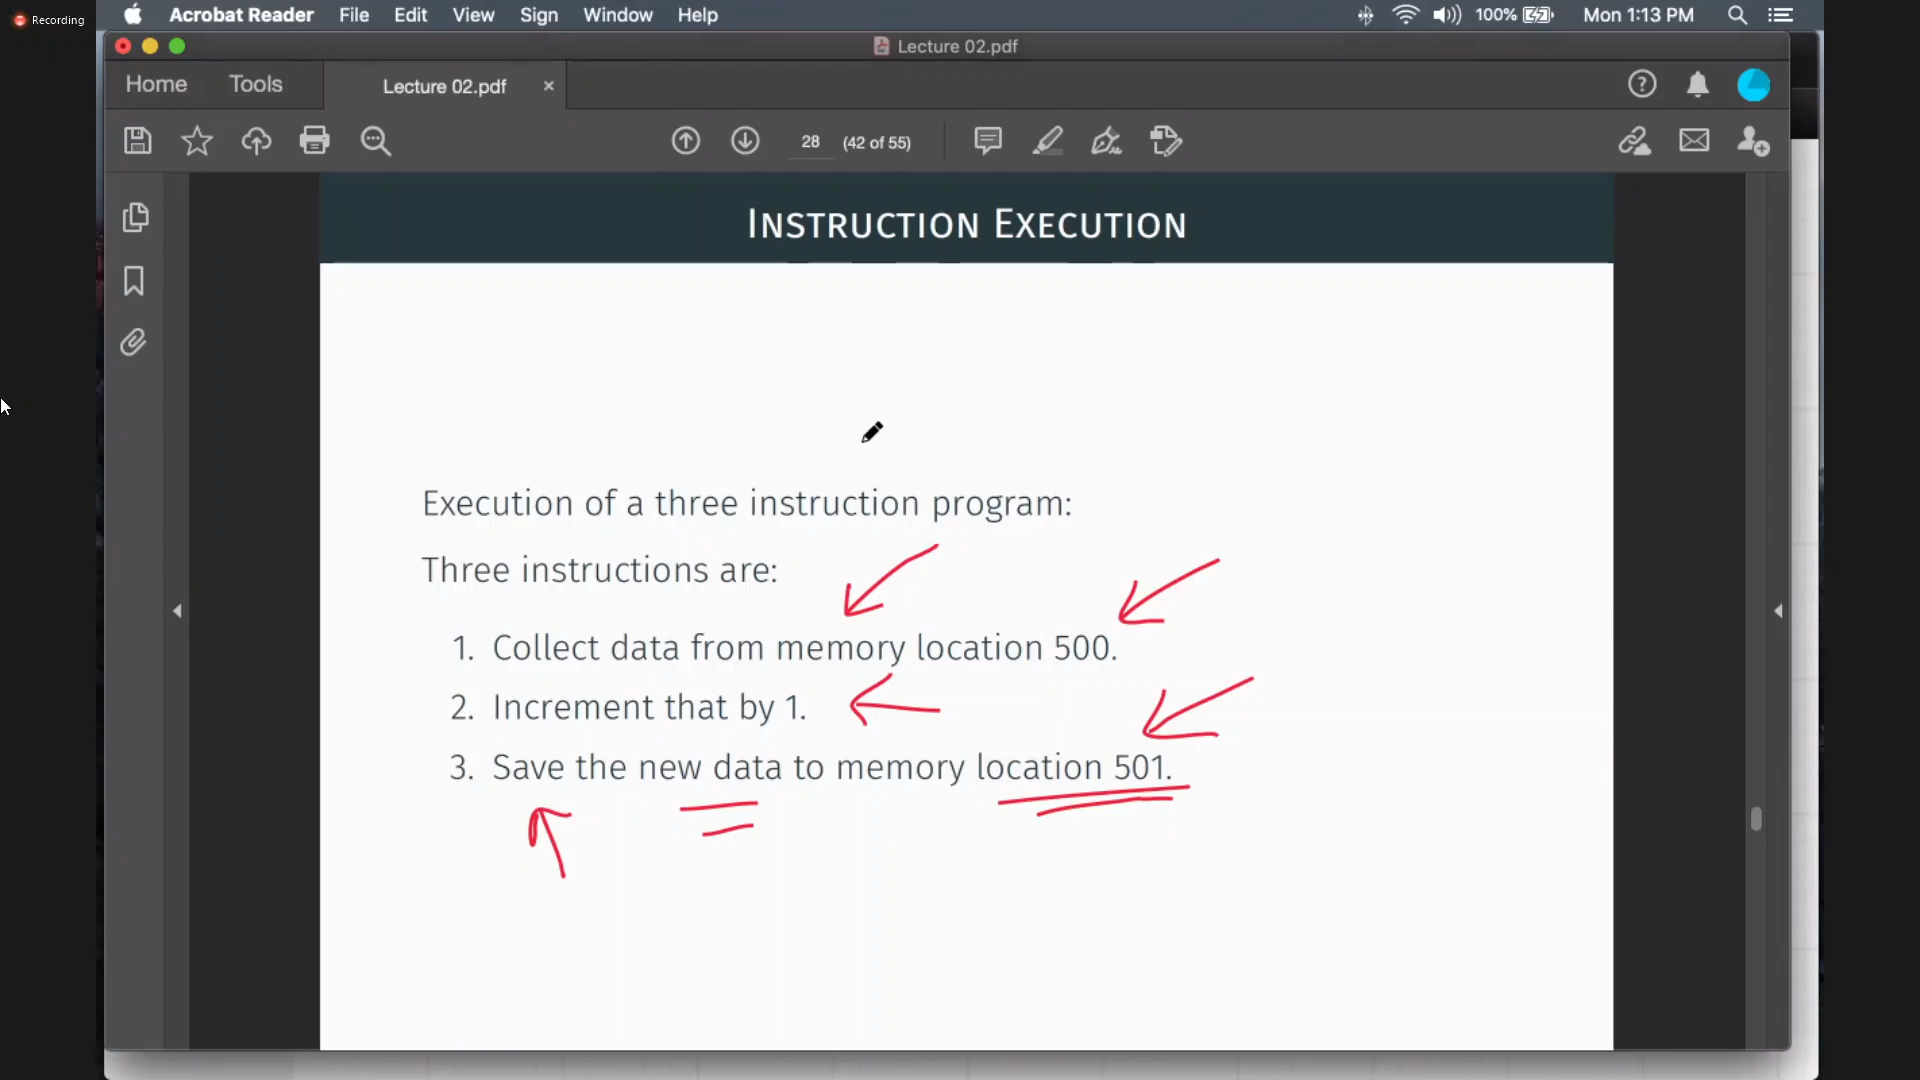 Recording
Acrobat Reader File Edit View Sign Window Help 100% Mon 1:13 PM
Lecture 02.pdf
Home Tools Lecture 02.pdf ×
28 (42 of 55)
INSTRUCTION EXECUTION
Execution of a three instruction program:
Three instructions are:
1. Collect data from memory location 500.
2. Increment that by 1.
3. Save the new data to memory location 501.